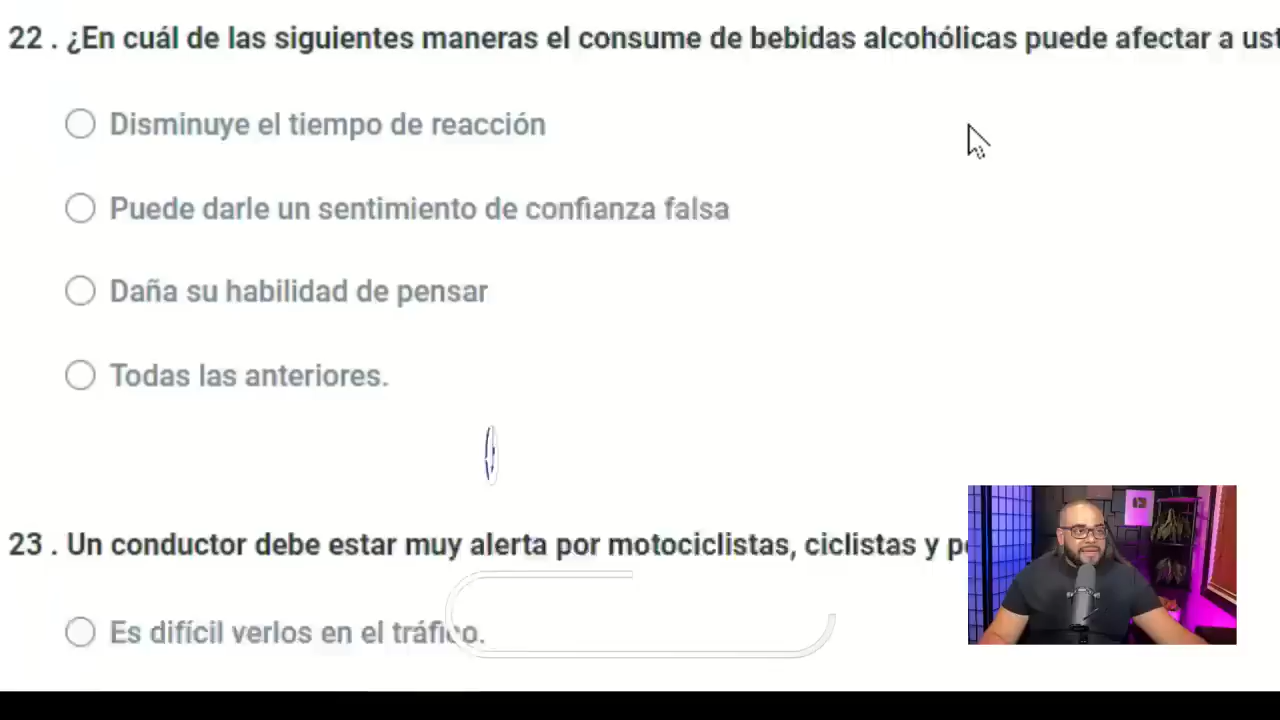 22 . ¿En cuál de las siguientes maneras el consume de bebidas alcohólicas puede afectar a
Disminuye el tiempo de reacción
Puede darle un sentimiento de confianza falsa
Daña su habilidad de pensar
Todas las anteriores.
23 . Un conductor debe estar muy alerta por motociclistas, ciclistas y
Es difícil verlos en el tráfico.